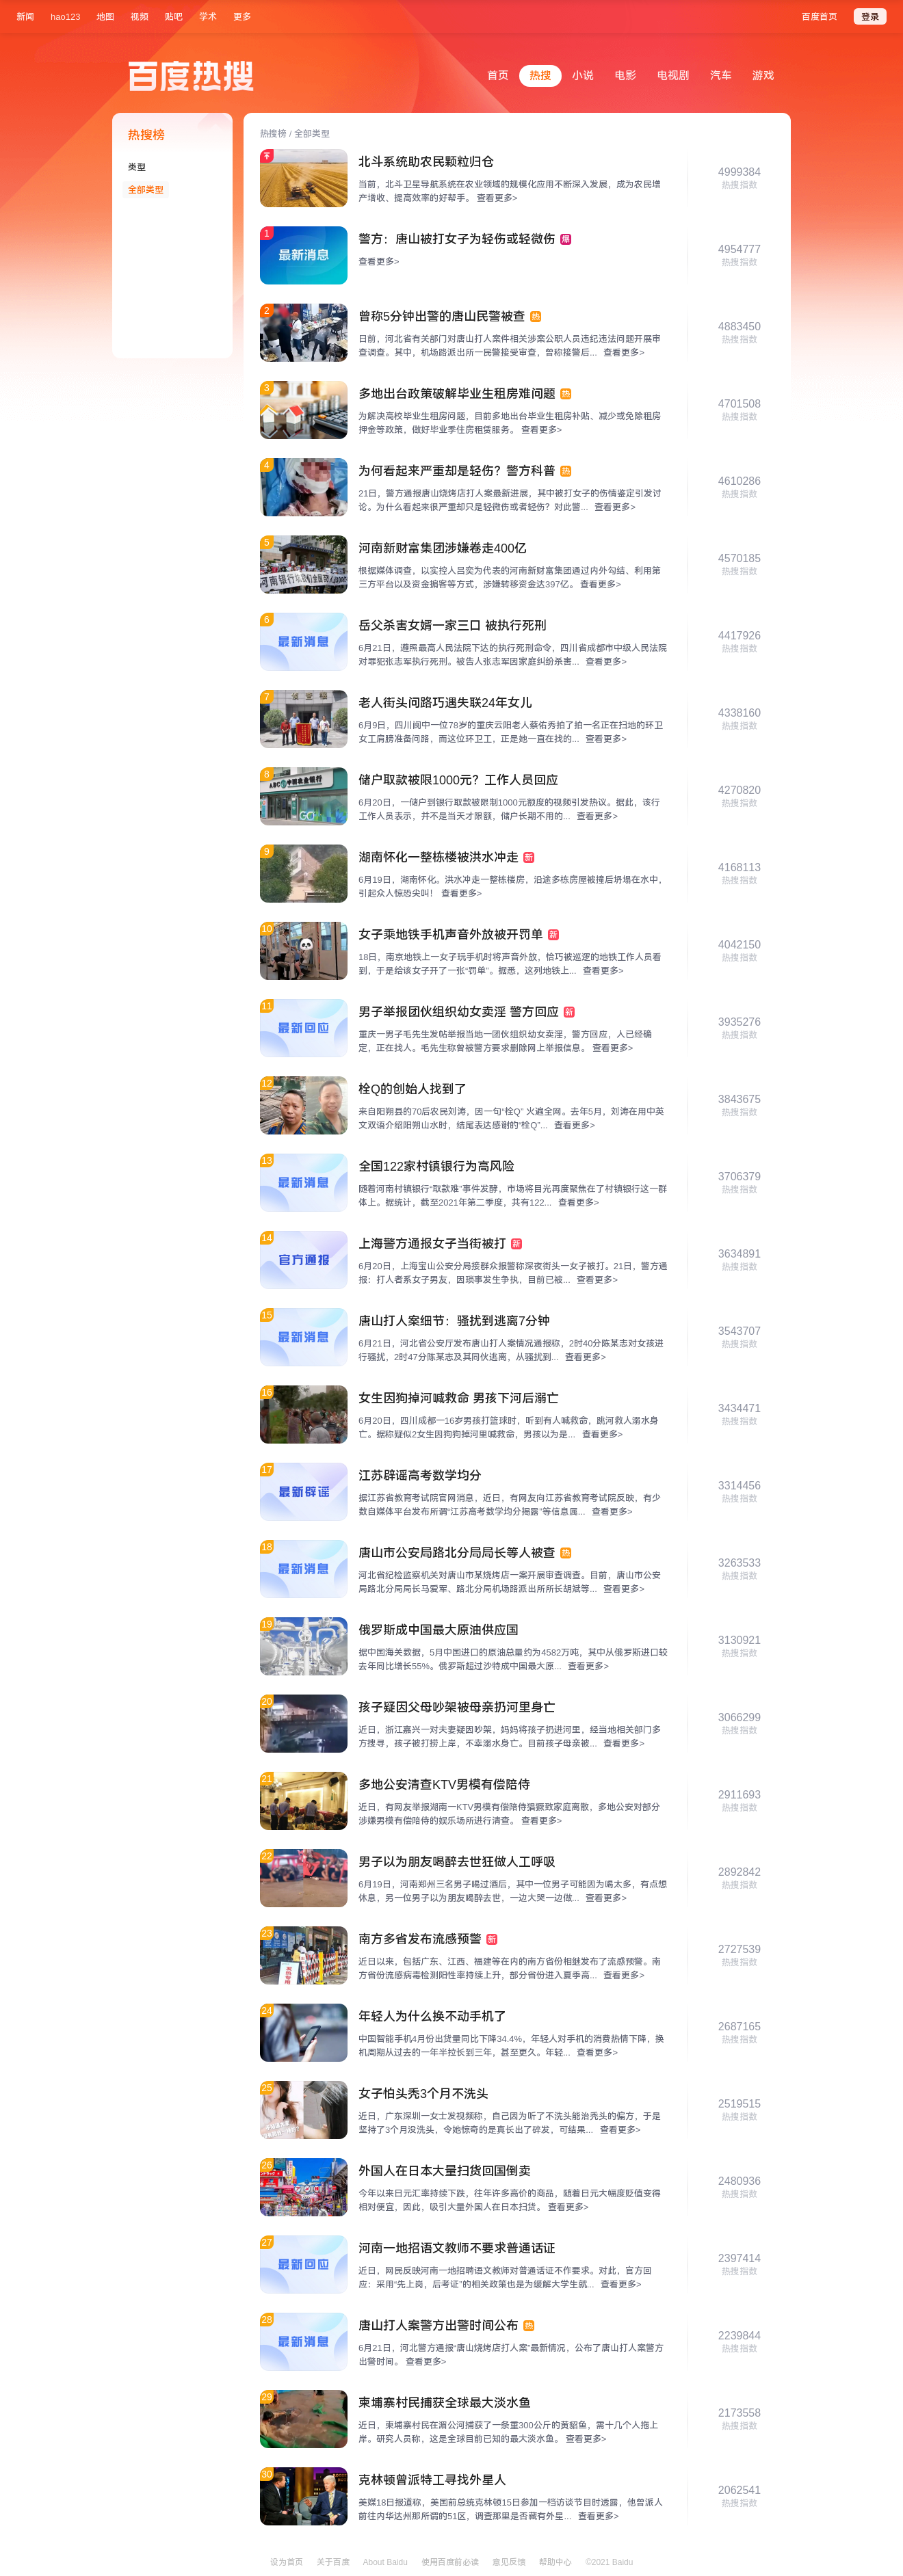 新闻 hao123 地图 视频 贴吧 学术 更多 百度首页 登录
百度热搜
首页 热搜 小说 电影 电视剧 汽车 游戏
热搜榜
类型
全部类型
热搜榜 / 全部类型
北斗系统助农民颗粒归仓
当前，北斗卫星导航系统在农业领域的规模化应用不断深入发展，成为农民增
产增收、提高效率的好帮手。 查看更多>
4999384
热搜指数
1
最新消息
警方：唐山被打女子为轻伤或轻微伤 爆
查看更多>
4954777
热搜指数
2
曾称5分钟出警的唐山民警被查 热
日前，河北省有关部门对唐山打人案件相关涉案公职人员违纪违法问题开展审
查调查。其中，机场路派出所一民警接受审查，曾称接警后... 查看更多>
4883450
热搜指数
3
多地出台政策破解毕业生租房难问题 热
为解决高校毕业生租房问题，目前多地出台毕业生租房补贴、减少或免除租房
押金等政策，做好毕业季住房租赁服务。 查看更多>
4701508
热搜指数
4
为何看起来严重却是轻伤？警方科普 热
21日，警方通报唐山烧烤店打人案最新进展，其中被打女子的伤情鉴定引发讨
论。为什么看起来很严重却只是轻微伤或者轻伤？对此警... 查看更多>
4610286
热搜指数
5
河南新财富集团涉嫌卷走400亿
根据媒体调查，以实控人吕奕为代表的河南新财富集团通过内外勾结、利用第
三方平台以及资金掮客等方式，涉嫌转移资金达397亿。 查看更多>
4570185
热搜指数
6
最新消息
岳父杀害女婿一家三口 被执行死刑
6月21日，遵照最高人民法院下达的执行死刑命令，四川省成都市中级人民法院
对罪犯张志军执行死刑。被告人张志军因家庭纠纷杀害... 查看更多>
4417926
热搜指数
7
老人街头问路巧遇失联24年女儿
6月9日，四川阆中一位78岁的重庆云阳老人蔡佑秀拍了拍一名正在扫地的环卫
女工肩膀准备问路，而这位环卫工，正是她一直在找的... 查看更多>
4338160
热搜指数
8
ABC 中国农业银行
储户取款被限1000元？工作人员回应
6月20日，一储户到银行取款被限制1000元额度的视频引发热议。据此，该行
工作人员表示，并不是当天才限额，储户长期不用的... 查看更多>
4270820
热搜指数
9
湖南怀化一整栋楼被洪水冲走 新
6月19日，湖南怀化。洪水冲走一整栋楼房，沿途多栋房屋被撞后坍塌在水中，
引起众人惊恐尖叫！ 查看更多>
4168113
热搜指数
10
女子乘地铁手机声音外放被开罚单 新
18日，南京地铁上一女子玩手机时将声音外放，恰巧被巡逻的地铁工作人员看
到，于是给该女子开了一张“罚单”。据悉，这列地铁上... 查看更多>
4042150
热搜指数
11
最新回应
男子举报团伙组织幼女卖淫 警方回应 新
重庆一男子毛先生发帖举报当地一团伙组织幼女卖淫，警方回应，人已经确
定，正在找人。毛先生称曾被警方要求删除网上举报信息。 查看更多>
3935276
热搜指数
12
栓Q的创始人找到了
来自阳朔县的70后农民刘涛，因一句“栓Q” 火遍全网。去年5月，刘涛在用中英
文双语介绍阳朔山水时，结尾表达感谢的“栓Q”... 查看更多>
3843675
热搜指数
13
最新消息
全国122家村镇银行为高风险
随着河南村镇银行“取款难”事件发酵，市场将目光再度聚焦在了村镇银行这一群
体上。据统计，截至2021年第二季度，共有122... 查看更多>
3706379
热搜指数
14
官方通报
上海警方通报女子当街被打 新
6月20日，上海宝山公安分局接群众报警称深夜街头一女子被打。21日，警方通
报：打人者系女子男友，因琐事发生争执，目前已被... 查看更多>
3634891
热搜指数
15
最新消息
唐山打人案细节：骚扰到逃离7分钟
6月21日，河北省公安厅发布唐山打人案情况通报称，2时40分陈某志对女孩进
行骚扰，2时47分陈某志及其同伙逃离，从骚扰到... 查看更多>
3543707
热搜指数
16
女生因狗掉河喊救命 男孩下河后溺亡
6月20日，四川成都一16岁男孩打篮球时，听到有人喊救命，跳河救人溺水身
亡。据称疑似2女生因狗狗掉河里喊救命，男孩以为是... 查看更多>
3434471
热搜指数
17
最新辟谣
江苏辟谣高考数学均分
据江苏省教育考试院官网消息，近日，有网友向江苏省教育考试院反映，有少
数自媒体平台发布所谓“江苏高考数学均分揭露”等信息属... 查看更多>
3314456
热搜指数
18
最新消息
唐山市公安局路北分局局长等人被查 热
河北省纪检监察机关对唐山市某烧烤店一案开展审查调查。目前，唐山市公安
局路北分局局长马爱军、路北分局机场路派出所所长胡斌等... 查看更多>
3263533
热搜指数
19
俄罗斯成中国最大原油供应国
据中国海关数据，5月中国进口的原油总量约为4582万吨，其中从俄罗斯进口较
去年同比增长55%。俄罗斯超过沙特成中国最大原... 查看更多>
3130921
热搜指数
20
孩子疑因父母吵架被母亲扔河里身亡
近日，浙江嘉兴一对夫妻疑因吵架，妈妈将孩子扔进河里，经当地相关部门多
方搜寻，孩子被打捞上岸，不幸溺水身亡。目前孩子母亲被... 查看更多>
3066299
热搜指数
21
多地公安清查KTV男模有偿陪侍
近日，有网友举报湖南一KTV男模有偿陪侍猖獗致家庭离散，多地公安对部分
涉嫌男模有偿陪侍的娱乐场所进行清查。 查看更多>
2911693
热搜指数
22
男子以为朋友喝醉去世狂做人工呼吸
6月19日，河南郑州三名男子喝过酒后，其中一位男子可能因为喝太多，有点想
休息，另一位男子以为朋友喝醉去世，一边大哭一边做... 查看更多>
2892842
热搜指数
23
南方多省发布流感预警 新
近日以来，包括广东、江西、福建等在内的南方省份相继发布了流感预警。南
方省份流感病毒检测阳性率持续上升，部分省份进入夏季高... 查看更多>
2727539
热搜指数
24
年轻人为什么换不动手机了
中国智能手机4月份出货量同比下降34.4%，年轻人对手机的消费热情下降，换
机周期从过去的一年半拉长到三年，甚至更久。年轻... 查看更多>
2687165
热搜指数
25
女子怕头秃3个月不洗头
近日，广东深圳一女士发视频称，自己因为听了不洗头能治秃头的偏方，于是
坚持了3个月没洗头，令她惊奇的是真长出了碎发，可结果... 查看更多>
2519515
热搜指数
26
外国人在日本大量扫货回国倒卖
今年以来日元汇率持续下跌，往年许多高价的商品，随着日元大幅度贬值变得
相对便宜，因此，吸引大量外国人在日本扫货。 查看更多>
2480936
热搜指数
27
最新回应
河南一地招语文教师不要求普通话证
近日，网民反映河南一地招聘语文教师对普通话证不作要求。对此，官方回
应：采用“先上岗，后考证”的相关政策也是为缓解大学生就... 查看更多>
2397414
热搜指数
28
最新消息
唐山打人案警方出警时间公布 热
6月21日，河北警方通报“唐山烧烤店打人案”最新情况，公布了唐山打人案警方
出警时间。 查看更多>
2239844
热搜指数
29
柬埔寨村民捕获全球最大淡水鱼
近日，柬埔寨村民在湄公河捕获了一条重300公斤的黄貂鱼，需十几个人拖上
岸。研究人员称，这是全球目前已知的最大淡水鱼。 查看更多>
2173558
热搜指数
30
克林顿曾派特工寻找外星人
美媒18日报道称，美国前总统克林顿15日参加一档访谈节目时透露，他曾派人
前往内华达州那所谓的51区，调查那里是否藏有外星... 查看更多>
2062541
热搜指数
设为首页 关于百度 About Baidu 使用百度前必读 意见反馈 帮助中心 ©2021 Baidu